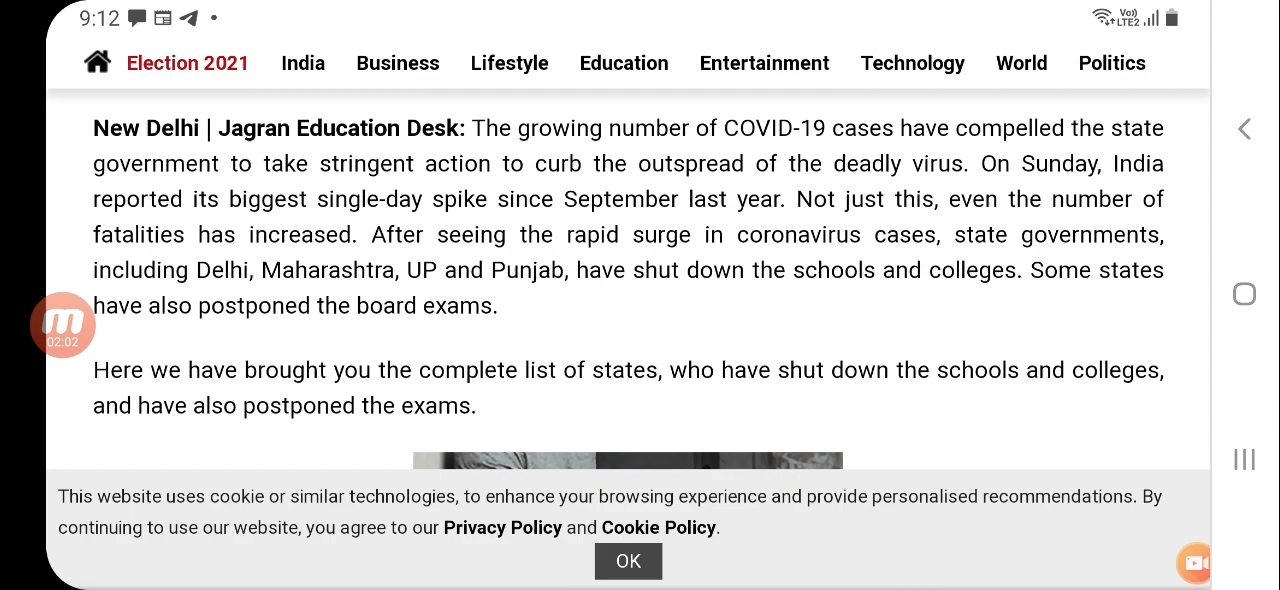 9:12
Vo))
LTE2
Election 2021 India Business Lifestyle Education Entertainment Technology World Politics
New Delhi | Jagran Education Desk: The growing number of COVID-19 cases have compelled the state
government to take stringent action to curb the outspread of the deadly virus. On Sunday, India
reported its biggest single-day spike since September last year. Not just this, even the number of
fatalities has increased. After seeing the rapid surge in coronavirus cases, state governments,
including Delhi, Maharashtra, UP and Punjab, have shut down the schools and colleges. Some states
have also postponed the board exams.
m
02:02
Here we have brought you the complete list of states, who have shut down the schools and colleges,
and have also postponed the exams.
This website uses cookie or similar technologies, to enhance your browsing experience and provide personalised recommendations. By
continuing to use our website, you agree to our Privacy Policy and Cookie Policy.
OK